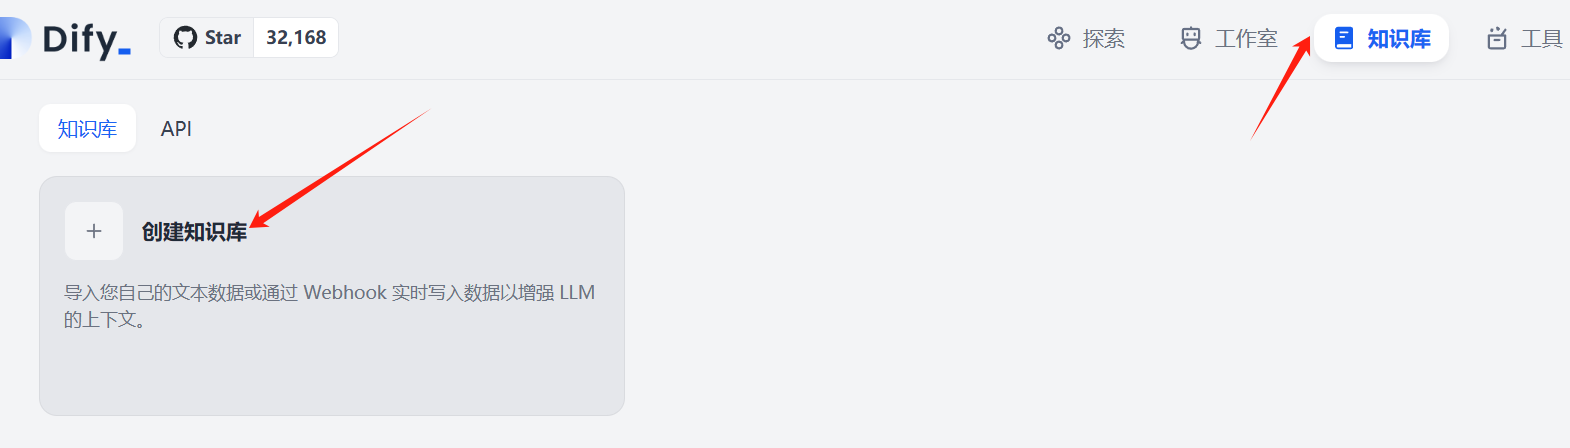 Dify_
Star 32,168
探索 工作室 知识库 工具
知识库 API
创建知识库
导入您自己的文本数据或通过 Webhook 实时写入数据以增强 LLM
的上下文。